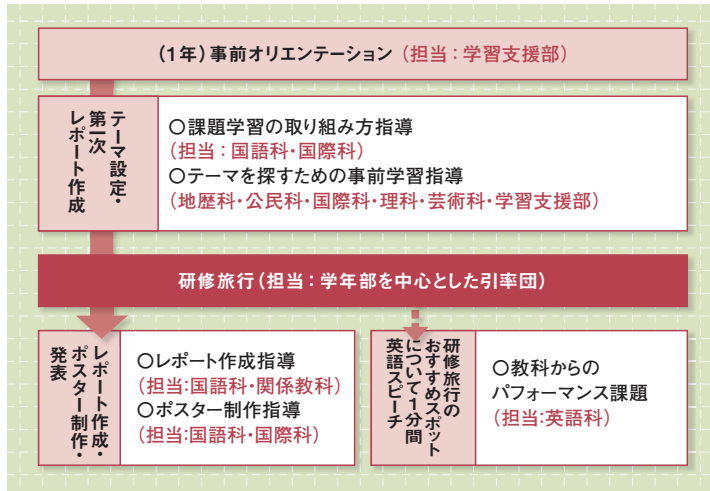 (1年)事前オリエンテーション(担当:学習支援部)
テーマ設定・
第一次
レポート作成
○課題学習の取り組み方指導
(担当:国語科・国際科)
○テーマを探すための事前学習指導
(地歴科・公民科・国際科・理科・芸術科・学習支援部)
研修旅行(担当:学年部を中心とした引率団)
レポート作成・
ポスター制作・
発表
○レポート作成指導
(担当:国語科・関係教科)
○ポスター制作指導
(担当:国語科・国際科)
研修旅行の
おすすめスポット
について1分間
英語スピーチ
○教科からの
パフォーマンス課題
(担当:英語科)